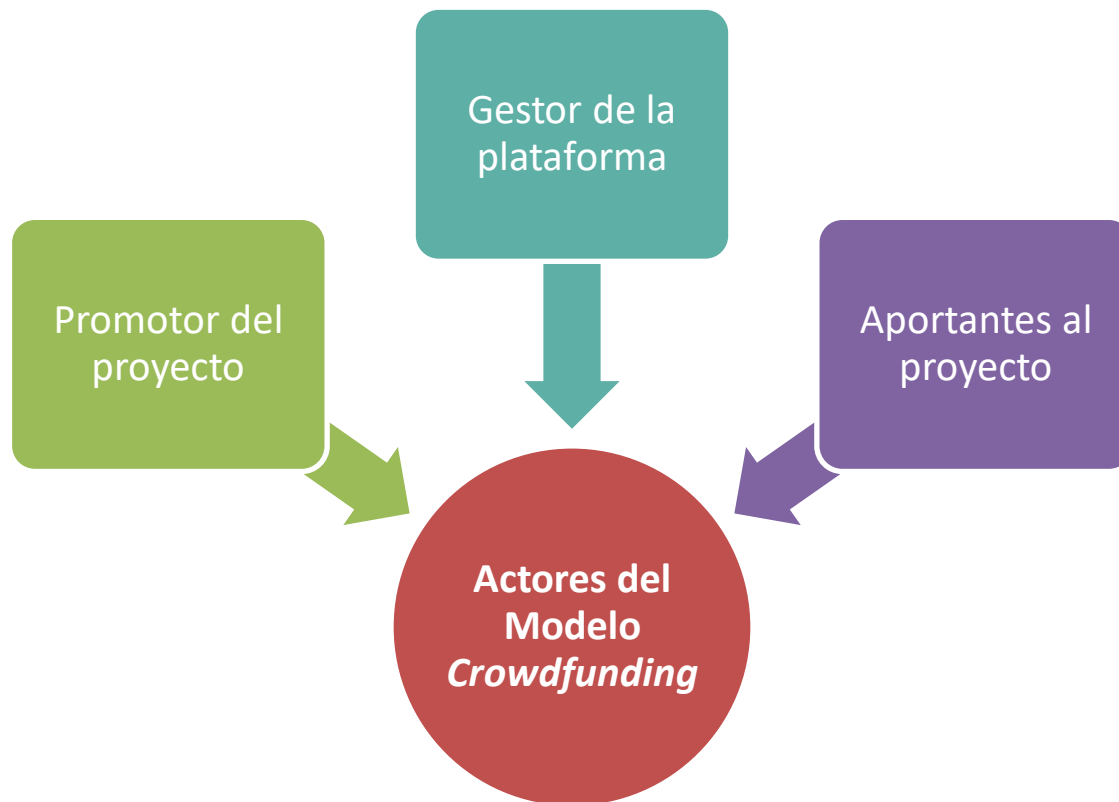 Gestor de la
plataforma
Promotor del
proyecto
Aportantes al
proyecto
Actores del
Modelo
Crowdfunding